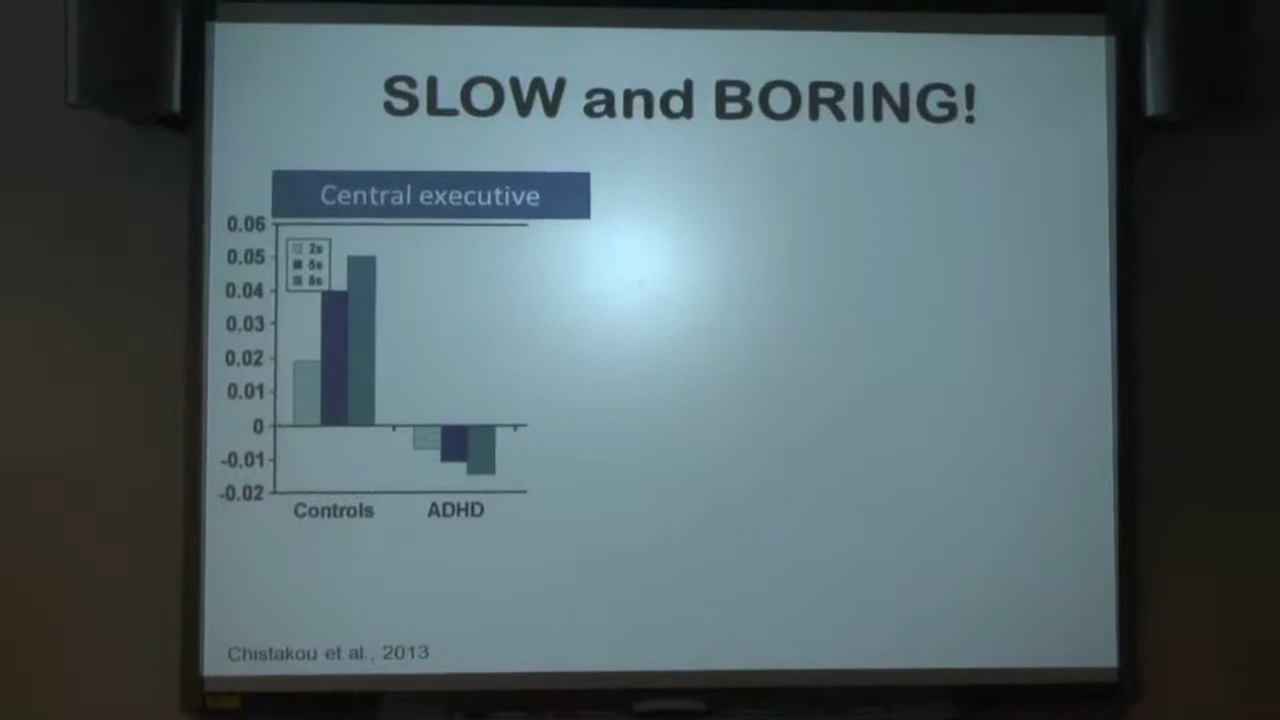 SLOW and BORING!
Central executive
0.06
0.05
0.04
0.03
0.02
0.01
0
-0.01
-0.02
2s
5s
8s
Controls ADHD
Chistakou et al., 2013